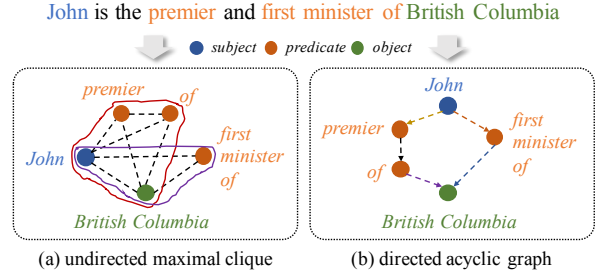 John is the premier and first minister of British Columbia
subject predicate object
premier
of
first
minister
of
John
British Columbia
(a) undirected maximal clique
John
premier
first
minister
of
of
British Columbia
(b) directed acyclic graph